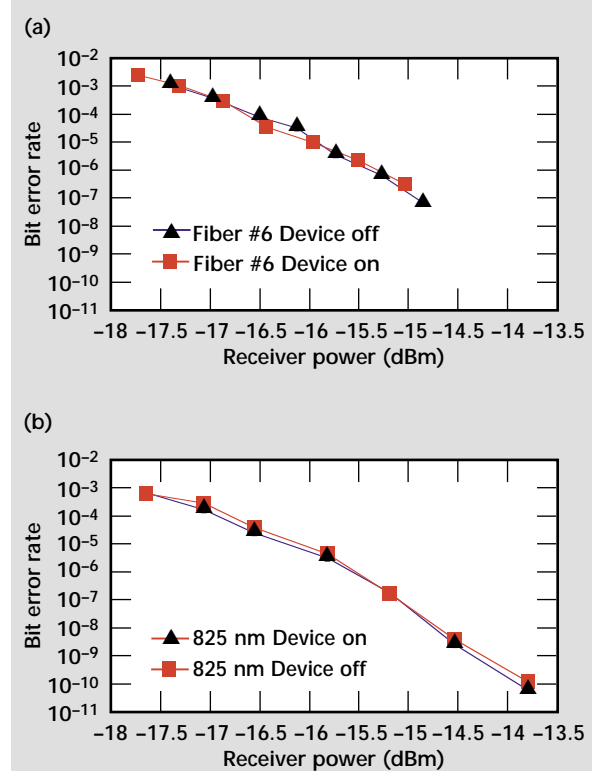 (a)
10⁻²
10⁻³
10⁻⁴
10⁻⁵
10⁻⁶
10⁻⁷
10⁻⁸
10⁻⁹
10⁻¹⁰
10⁻¹¹
Bit error rate
Fiber #6 Device off
Fiber #6 Device on
−18 −17.5 −17 −16.5 −16 −15.5 −15 −14.5 −14 −13.5
Receiver power (dBm)
(b)
10⁻²
10⁻³
10⁻⁴
10⁻⁵
10⁻⁶
10⁻⁷
10⁻⁸
10⁻⁹
10⁻¹⁰
10⁻¹¹
Bit error rate
825 nm Device on
825 nm Device off
−18 −17.5 −17 −16.5 −16 −15.5 −15 −14.5 −14 −13.5
Receiver power (dBm)